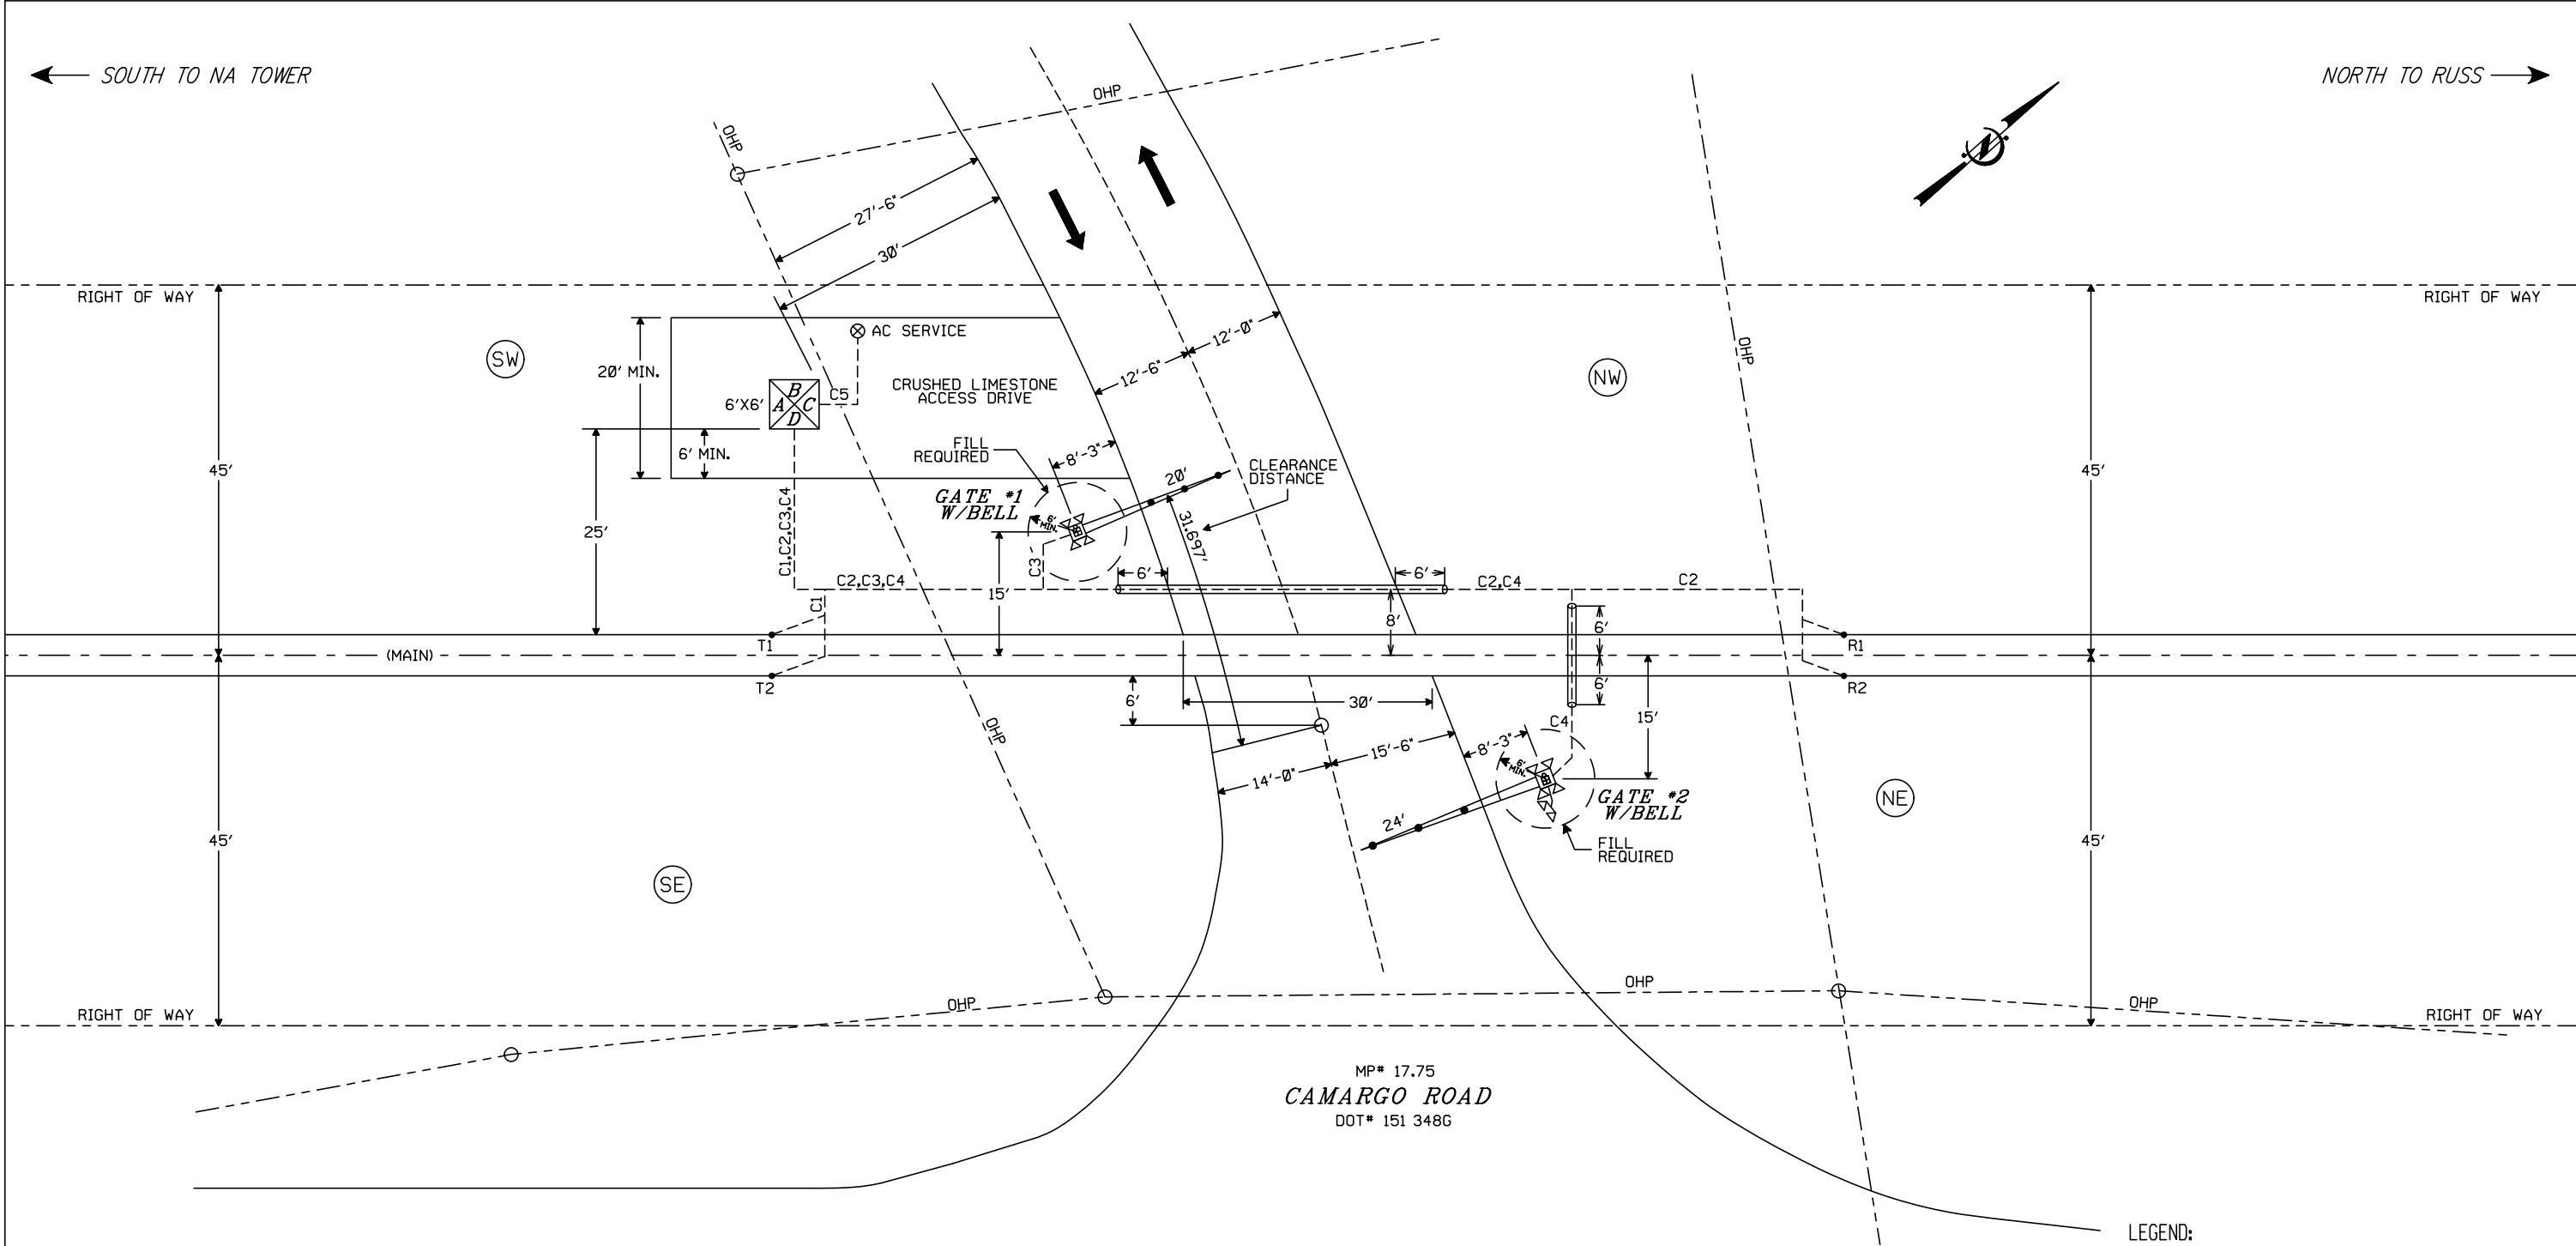 SOUTH TO NA TOWER
NORTH TO RUSS
OHP
OHP
N
27'-6"
30'
RIGHT OF WAY
RIGHT OF WAY
12'-0"
12'-6"
AC SERVICE
SW
20' MIN.
CRUSHED LIMESTONE
ACCESS DRIVE
NW
OHP
6'X6'
B
A C
D
C5
6' MIN.
FILL
REQUIRED
8'-3"
20'
CLEARANCE
DISTANCE
45'
45'
GATE #1
W/BELL
6'
MIN.
31.697'
25'
C1,C2,C3,C4
C3
C2,C3,C4
6'
6'
C2,C4
C2
15'
8'
C1
6'
T1
(MAIN)
R1
T2
R2
6'
6'
30'
15'
OHP
C4
15'-6"
8'-3"
14'-0"
6'
MIN.
GATE #2
W/BELL
NE
24'
FILL
REQUIRED
45'
45'
SE
OHP
OHP
OHP
RIGHT OF WAY
RIGHT OF WAY
MP# 17.75
CAMARGO ROAD
DOT# 151 348G
LEGEND: